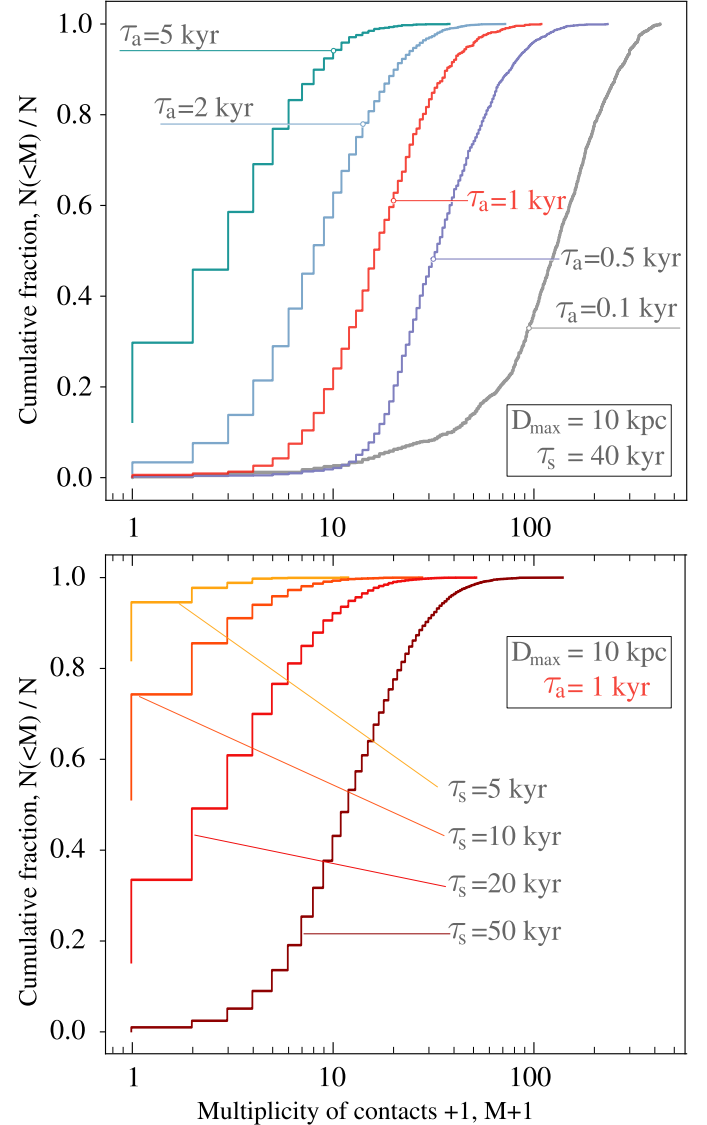 1.0
τa=5 kyr
τa=2 kyr
0.8
0.6
τa=1 kyr
τa=0.5 kyr
0.4
τa=0.1 kyr
0.2
Dmax = 10 kpc
τs = 40 kyr
0.0
Cumulative fraction, N(<M) / N
1 10 100
1.0
Dmax = 10 kpc
τa= 1 kyr
0.8
0.6
τs=5 kyr
τs=10 kyr
0.4
τs=20 kyr
τs=50 kyr
0.2
0.0
Cumulative fraction, N(<M) / N
1 10 100
Multiplicity of contacts +1, M+1